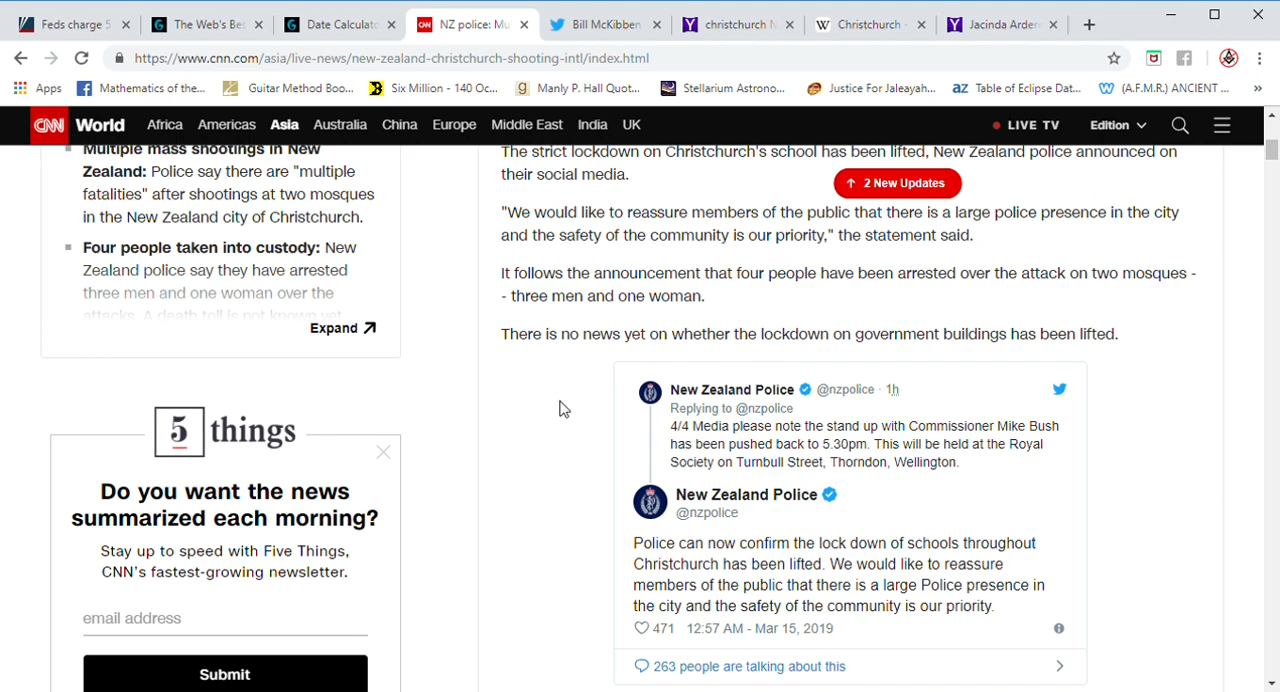 Feds charge 5
The Web's Bes
Date Calculato
NZ police: Mu
Bill McKibben
christchurch N
Christchurch -
Jacinda Ardern
https://www.cnn.com/asia/live-news/new-zealand-christchurch-shooting-intl/index.html
Apps
Mathematics of the...
Guitar Method Boo...
Six Million - 140 Oc...
Manly P. Hall Quot...
Stellarium Astrono...
Justice For Jaleayah...
az Table of Eclipse Dat...
(A.F.M.R.) ANCIENT ...
»
CNN World Africa Americas Asia Australia China Europe Middle East India UK
LIVE TV Edition
Multiple mass shootings in New
Zealand: Police say there are "multiple
fatalities" after shootings at two mosques
in the New Zealand city of Christchurch.
Four people taken into custody: New
Zealand police say they have arrested
three men and one woman over the
attacks. A death toll is not known yet
Expand
5 things
Do you want the news
summarized each morning?
Stay up to speed with Five Things,
CNN's fastest-growing newsletter.
email address
Submit
The strict lockdown on Christchurch's school has been lifted, New Zealand police announced on
their social media.
2 New Updates
"We would like to reassure members of the public that there is a large police presence in the city
and the safety of the community is our priority," the statement said.
It follows the announcement that four people have been arrested over the attack on two mosques -
- three men and one woman.
There is no news yet on whether the lockdown on government buildings has been lifted.
New Zealand Police @nzpolice · 1h
Replying to @nzpolice
4/4 Media please note the stand up with Commissioner Mike Bush
has been pushed back to 5.30pm. This will be held at the Royal
Society on Turnbull Street, Thorndon, Wellington.
New Zealand Police
@nzpolice
Police can now confirm the lock down of schools throughout
Christchurch has been lifted. We would like to reassure
members of the public that there is a large Police presence in
the city and the safety of the community is our priority.
471 12:57 AM - Mar 15, 2019
263 people are talking about this